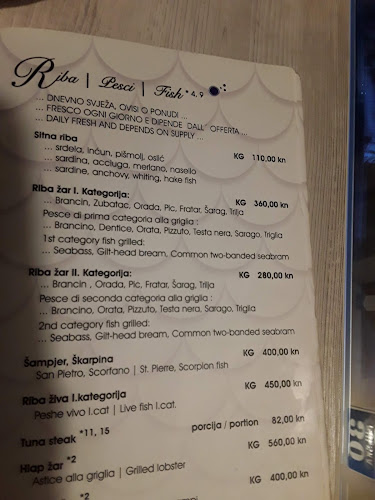 Riba | Pesci | Fish *4, 9
... DNEVNO SVJEŽA, OVISI O PONUDI ...
... FRESCO OGNI GIORNO E DIPENDE DALL' OFFERTA ...
... DAILY FRESH AND DEPENDS ON SUPPLY ...
Sitna riba KG 110,00 kn
... srdela, inćun, pišmolj, oslić
... sardina, acciuga, merlano, nasello
... sardine, anchovy, whiting, hake fish
Riba žar I. Kategorija: KG 360,00 kn
... Brancin, Zubatac, Orada, Pic, Fratar, Šarag, Trilja
Pesce di prima categoria alla griglia :
... Brancino, Dentice, Orata, Pizzuto, Testa nera, Sarago, Triglia
1st category fish grilled:
... Seabass, Gilt-head bream, Common two-banded seabram
Riba žar II. Kategorija: KG 280,00 kn
... Brancin , Orada, Pic, Fratar, Šarag, Trilja
Pesce di seconda categoria alla griglia :
... Brancino, Orata, Pizzuto, Testa nera, Sarago, Triglia
2nd category fish grilled:
... Seabass, Gilt-head bream, Common two-banded seabram
Šampjer, Škarpina KG 400,00 kn
San Pietro, Scorfano | St. Pierre, Scorpion fish
Riba živa I.kategorija KG 450,00 kn
Peshe vivo I.cat | Live fish I.cat.
Tuna steak *11, 15 porcija / portion 82,00 kn
Hlap žar *2 KG 560,00 kn
Astice alla griglia | Grilled lobster
*2 KG 400,00 kn
30